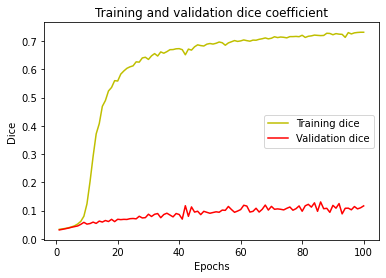 Training and validation dice coefficient
Dice
0.7
0.6
0.5
0.4
0.3
0.2
0.1
0.0
Training dice
Validation dice
0
20
40
60
80
100
Epochs